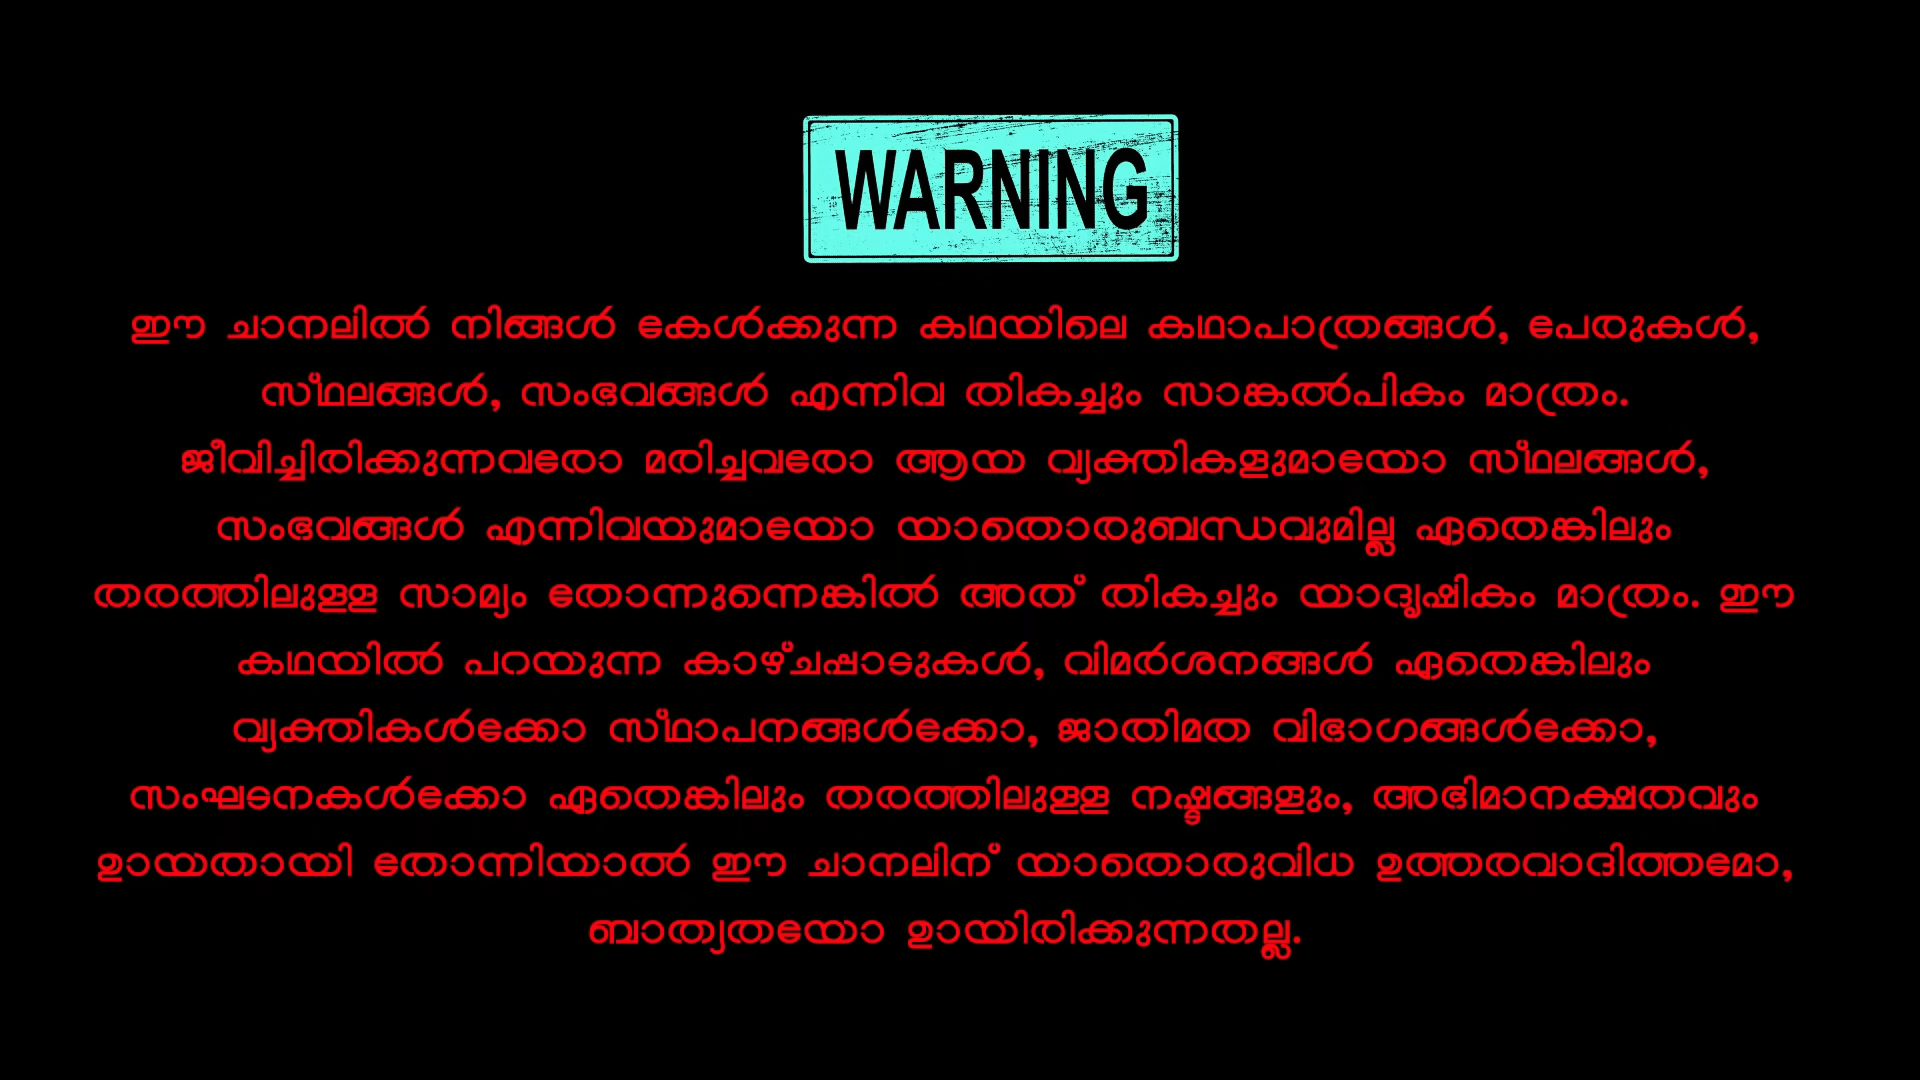 WARNING
ഈ ചാനലിൽ നിങ്ങൾ കേൾക്കുന്ന കഥയിലെ കഥാപാത്രങ്ങൾ, പേരുകൾ,
സ്ഥലങ്ങൾ, സംഭവങ്ങൾ എന്നിവ തികച്ചും സാങ്കൽപികം മാത്രം.
ജീവിച്ചിരിക്കുന്നവരോ മരിച്ചവരോ ആയ വ്യക്തികളുമായോ സ്ഥലങ്ങൾ,
സംഭവങ്ങൾ എന്നിവയുമായോ യാതൊരുബന്ധവുമില്ല ഏതെങ്കിലും
തരത്തിലുളള സാമ്യം തോന്നുന്നെങ്കിൽ അത് തികച്ചും യാദൃഷികം മാത്രം. ഈ
കഥയിൽ പറയുന്ന കാഴ്ചപ്പാടുകൾ, വിമർശനങ്ങൾ ഏതെങ്കിലും
വ്യക്തികൾക്കോ സ്ഥാപനങ്ങൾക്കോ, ജാതിമത വിഭാഗങ്ങൾക്കോ,
സംഘടനകൾക്കോ ഏതെങ്കിലും തരത്തിലുളള നഷ്ടങ്ങളും, അഭിമാനക്ഷതവും
ഉായതായി തോന്നിയാൽ ഈ ചാനലിന് യാതൊരുവിധ ഉത്തരവാദിത്തമോ,
ബാത്യതയോ ഉായിരിക്കുന്നതല്ല.